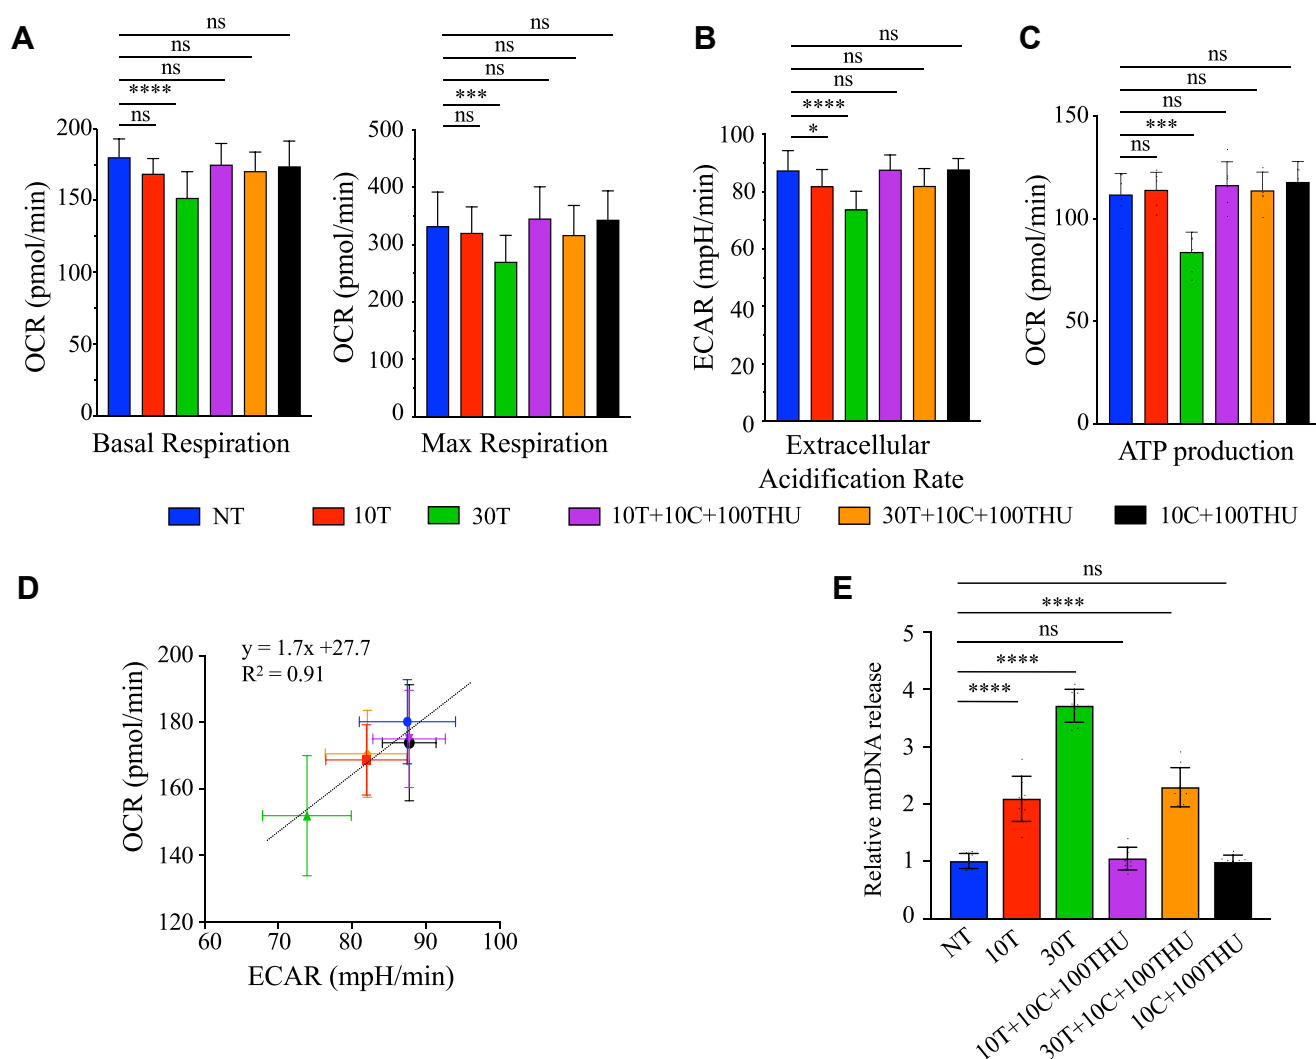 A
ns
ns
ns
****
ns
200
150
100
50
0
OCR (pmol/min)
Basal Respiration
ns
ns
ns
***
ns
500
400
300
200
100
0
OCR (pmol/min)
Max Respiration
B
ns
ns
ns
****
*
100
80
60
40
20
0
ECAR (mpH/min)
Extracellular
Acidification Rate
C
ns
ns
ns
***
ns
150
100
50
0
OCR (pmol/min)
ATP production
NT 10T 30T 10T+10C+100THU 30T+10C+100THU 10C+100THU
D
y = 1.7x +27.7
R² = 0.91
200
180
160
140
120
OCR (pmol/min)
60 70 80 90 100
ECAR (mpH/min)
E
ns
****
ns
****
****
5
4
3
2
1
0
Relative mtDNA release
NT
10T
30T
10T+10C+100THU
30T+10C+100THU
10C+100THU